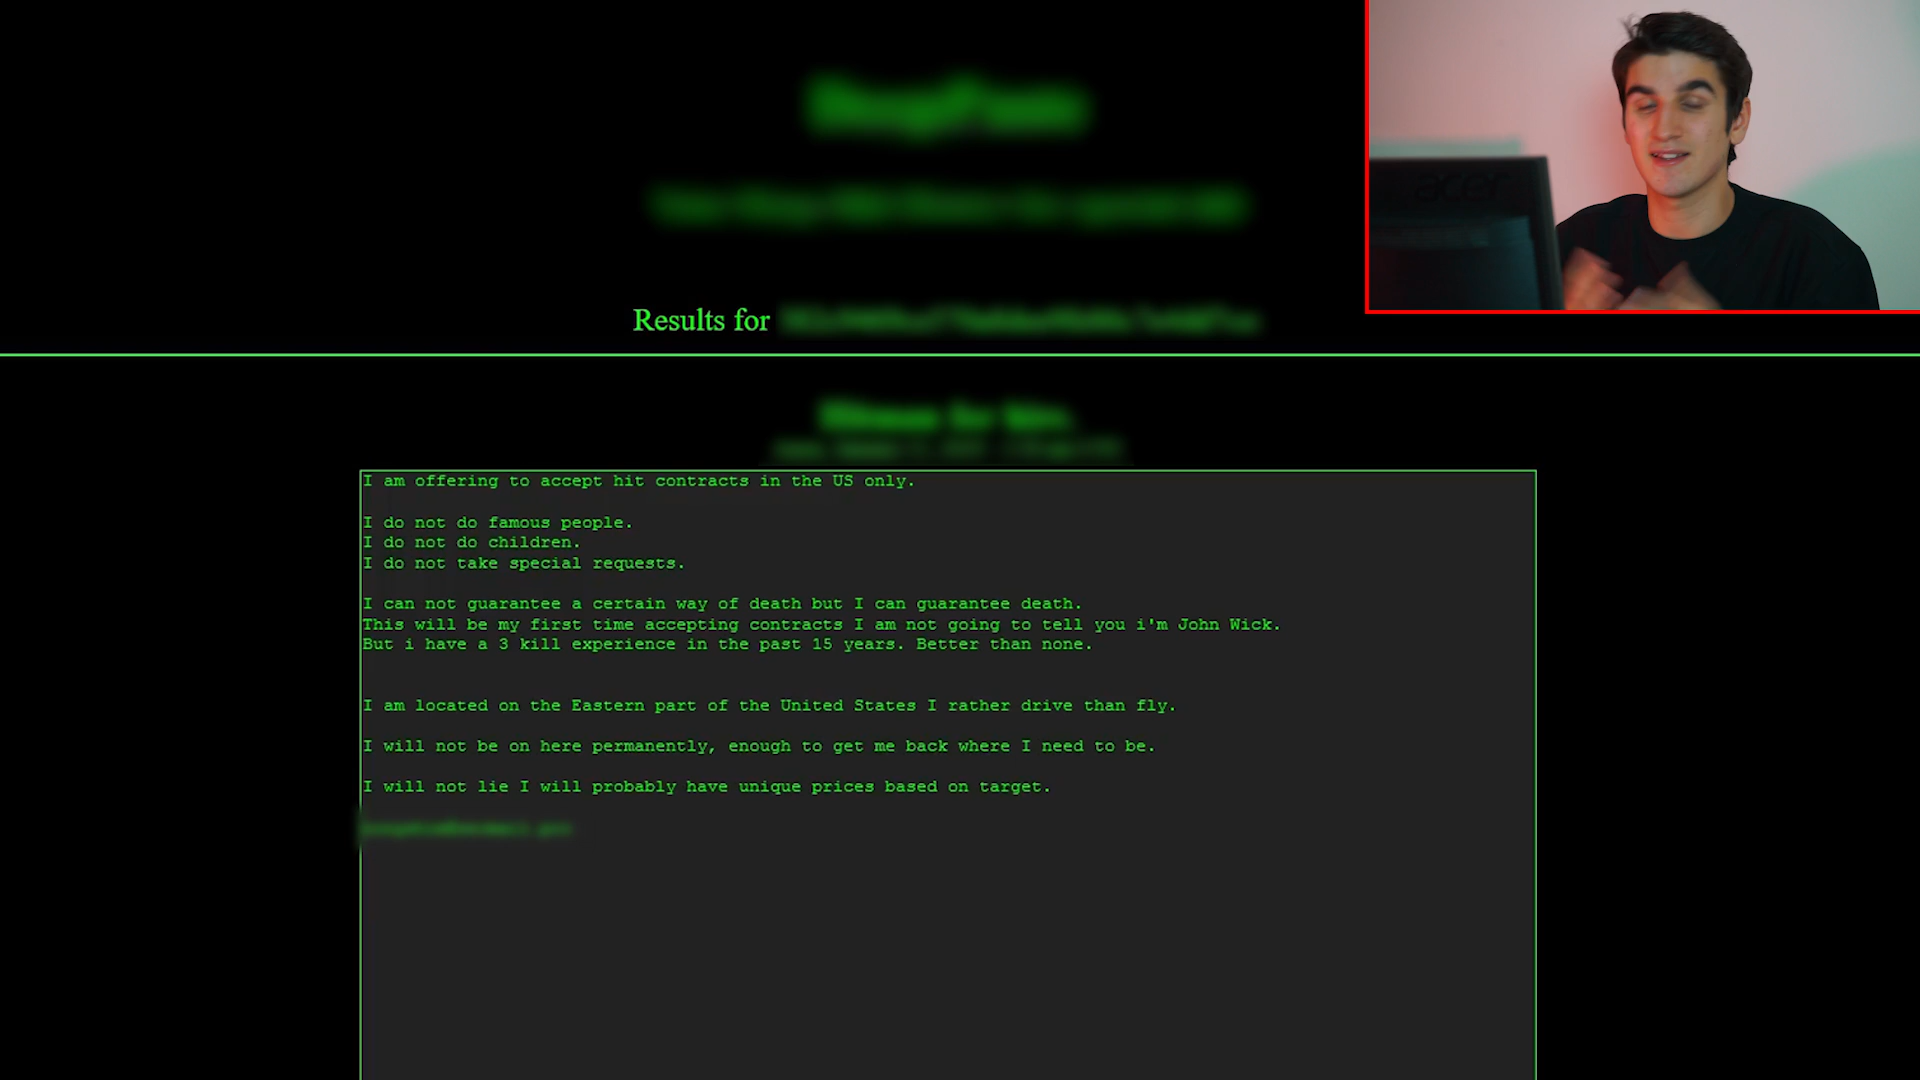 acer
Results for
I am offering to accept hit contracts in the US only.
I do not do famous people.
I do not do children.
I do not take special requests.
I can not guarantee a certain way of death but I can guarantee death.
This will be my first time accepting contracts I am not going to tell you i'm John Wick.
But i have a 3 kill experience in the past 15 years. Better than none.
I am located on the Eastern part of the United States I rather drive than fly.
I will not be on here permanently, enough to get me back where I need to be.
I will not lie I will probably have unique prices based on target.